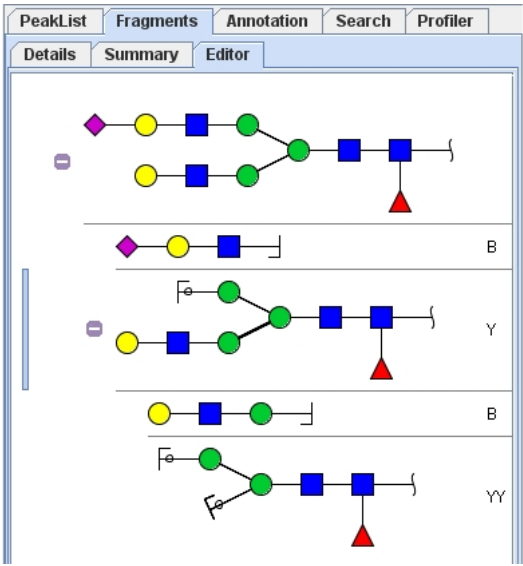 PeakList Fragments Annotation Search Profiler
Details Summary Editor
B
Y
B
YY